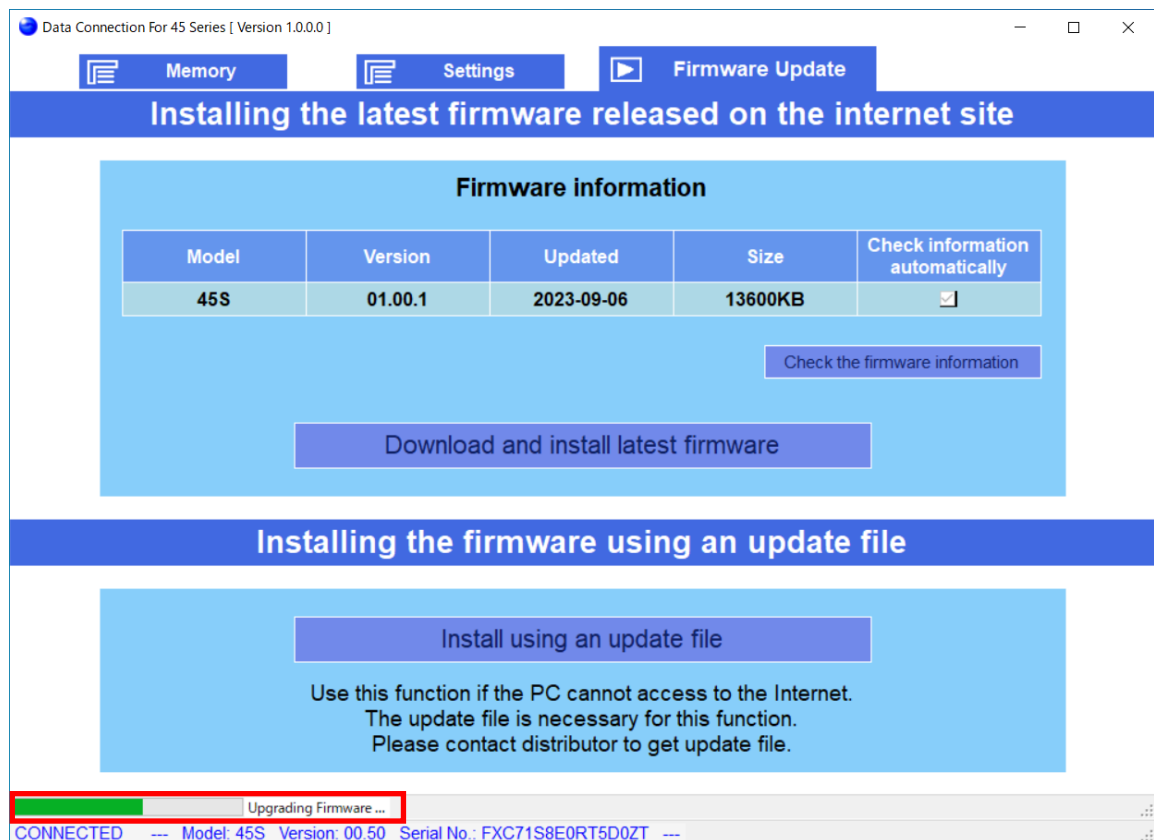 Data Connection For 45 Series [ Version 1.0.0.0 ]
Memory
Settings
Firmware Update
Installing the latest firmware released on the internet site
Firmware information
Model Version Updated Size Check information automatically
45S 01.00.1 2023-09-06 13600KB
Check the firmware information
Download and install latest firmware
Installing the firmware using an update file
Install using an update file
Use this function if the PC cannot access to the Internet.
The update file is necessary for this function.
Please contact distributor to get update file.
Upgrading Firmware ...
CONNECTED --- Model: 45S Version: 00.50 Serial No.: FXC71S8E0RT5D0ZT ---